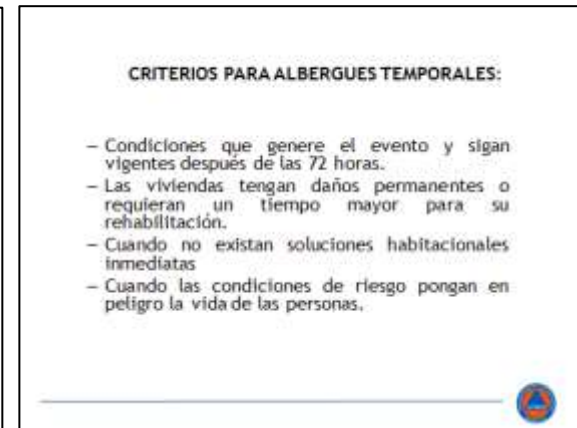 CRITERIOS PARA ALBERGUES TEMPORALES:
– Condiciones que genere el evento y sigan
vigentes después de las 72 horas.
– Las viviendas tengan daños permanentes o
requieran un tiempo mayor para su
rehabilitación.
– Cuando no existan soluciones habitacionales
inmediatas
– Cuando las condiciones de riesgo pongan en
peligro la vida de las personas.